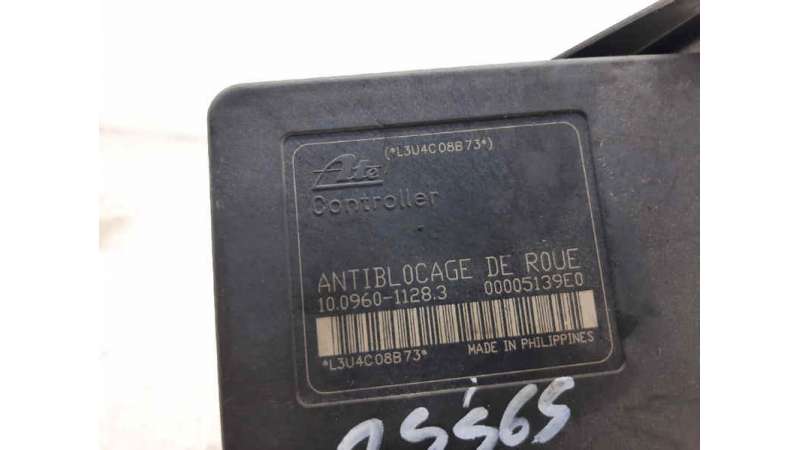 (*L3U4C08B73*)
Ate
Controller
ANTIBLOCAGE DE ROUE
10.0960-1128.3 00005139E0
*L3U4C08B73* MADE IN PHILIPPINES